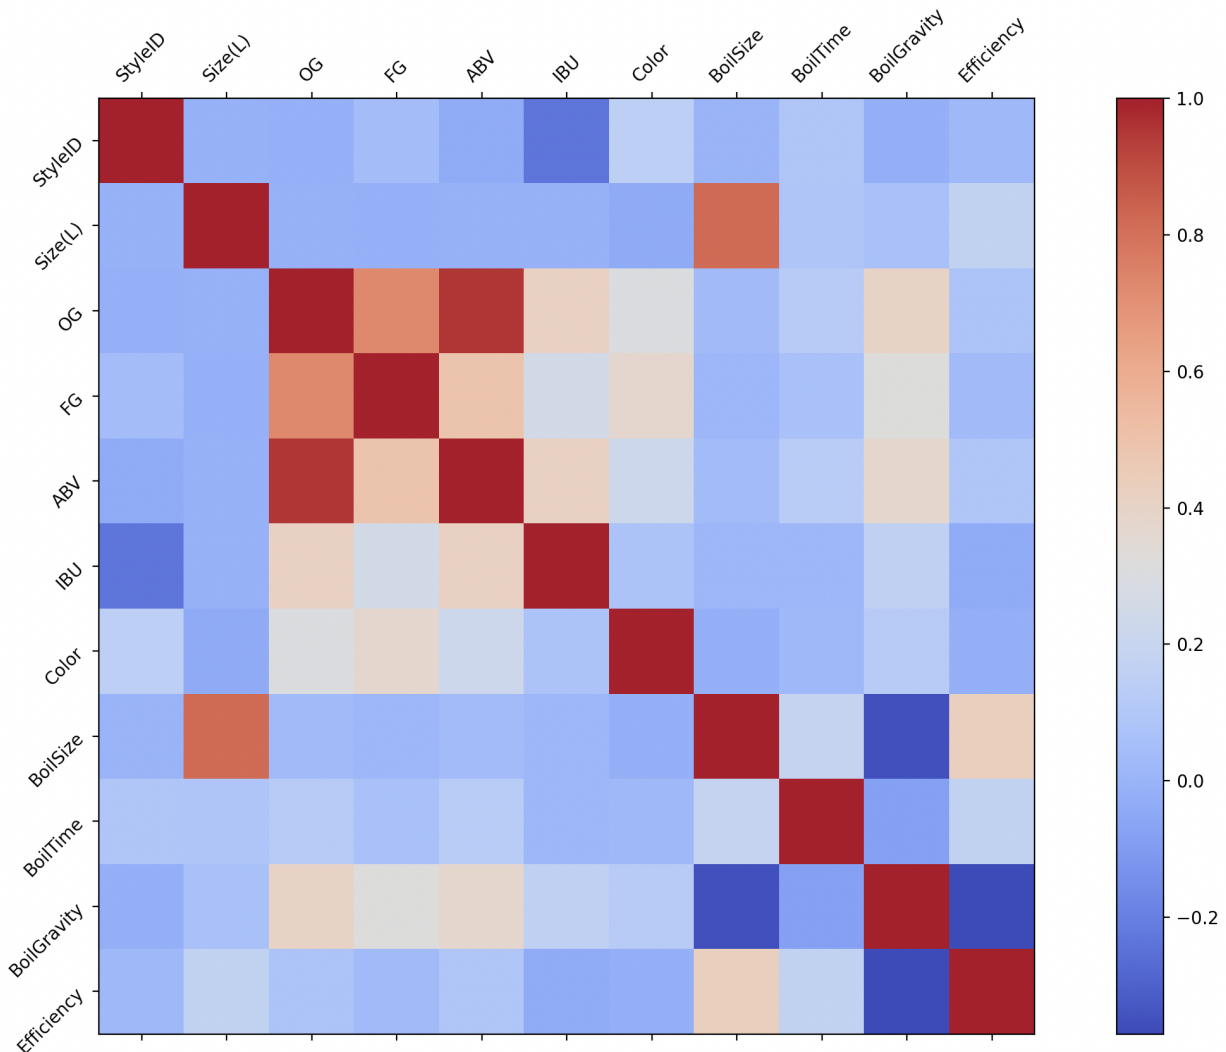 StyleID
Size(L)
OG
FG
ABV
IBU
Color
BoilSize
BoilTime
BoilGravity
Efficiency
StyleID
Size(L)
OG
FG
ABV
IBU
Color
BoilSize
BoilTime
BoilGravity
Efficiency
1.0
0.8
0.6
0.4
0.2
0.0
−0.2